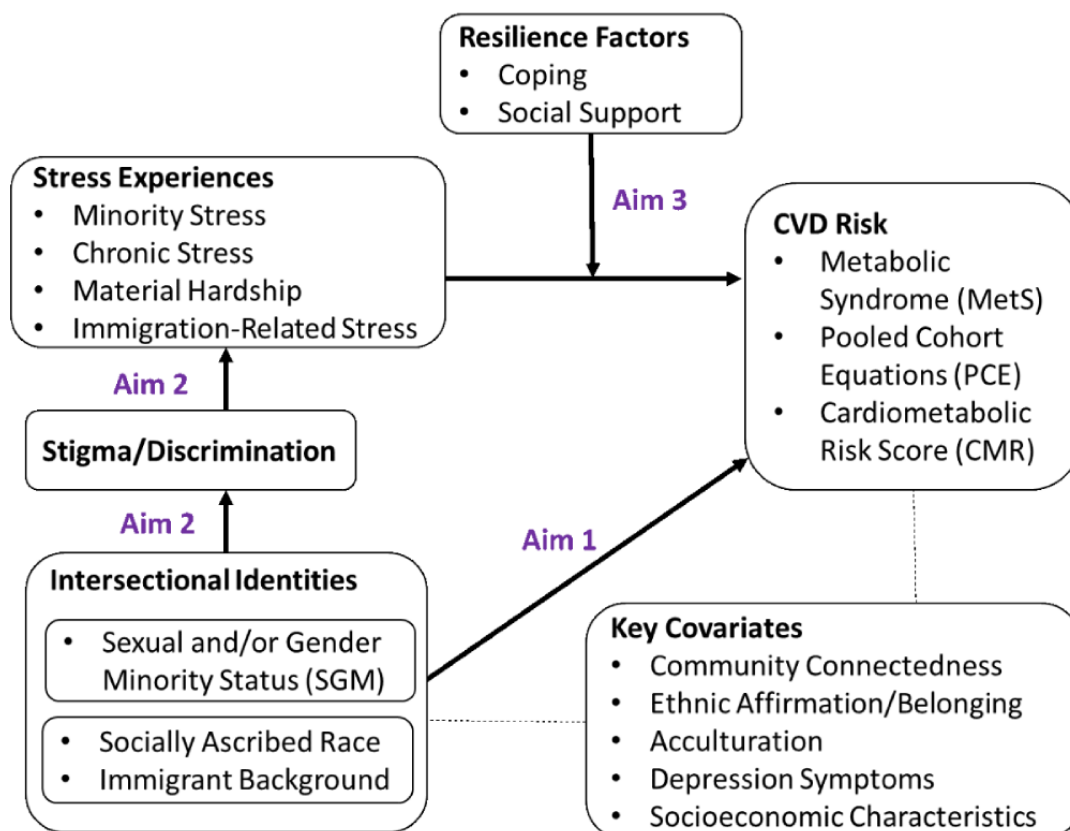 Resilience Factors
• Coping
• Social Support
Stress Experiences
• Minority Stress
• Chronic Stress
• Material Hardship
• Immigration-Related Stress
Aim 3
CVD Risk
• Metabolic
Syndrome (MetS)
• Pooled Cohort
Equations (PCE)
• Cardiometabolic
Risk Score (CMR)
Aim 2
Stigma/Discrimination
Aim 2
Aim 1
Intersectional Identities
• Sexual and/or Gender
Minority Status (SGM)
• Socially Ascribed Race
• Immigrant Background
Key Covariates
• Community Connectedness
• Ethnic Affirmation/Belonging
• Acculturation
• Depression Symptoms
• Socioeconomic Characteristics